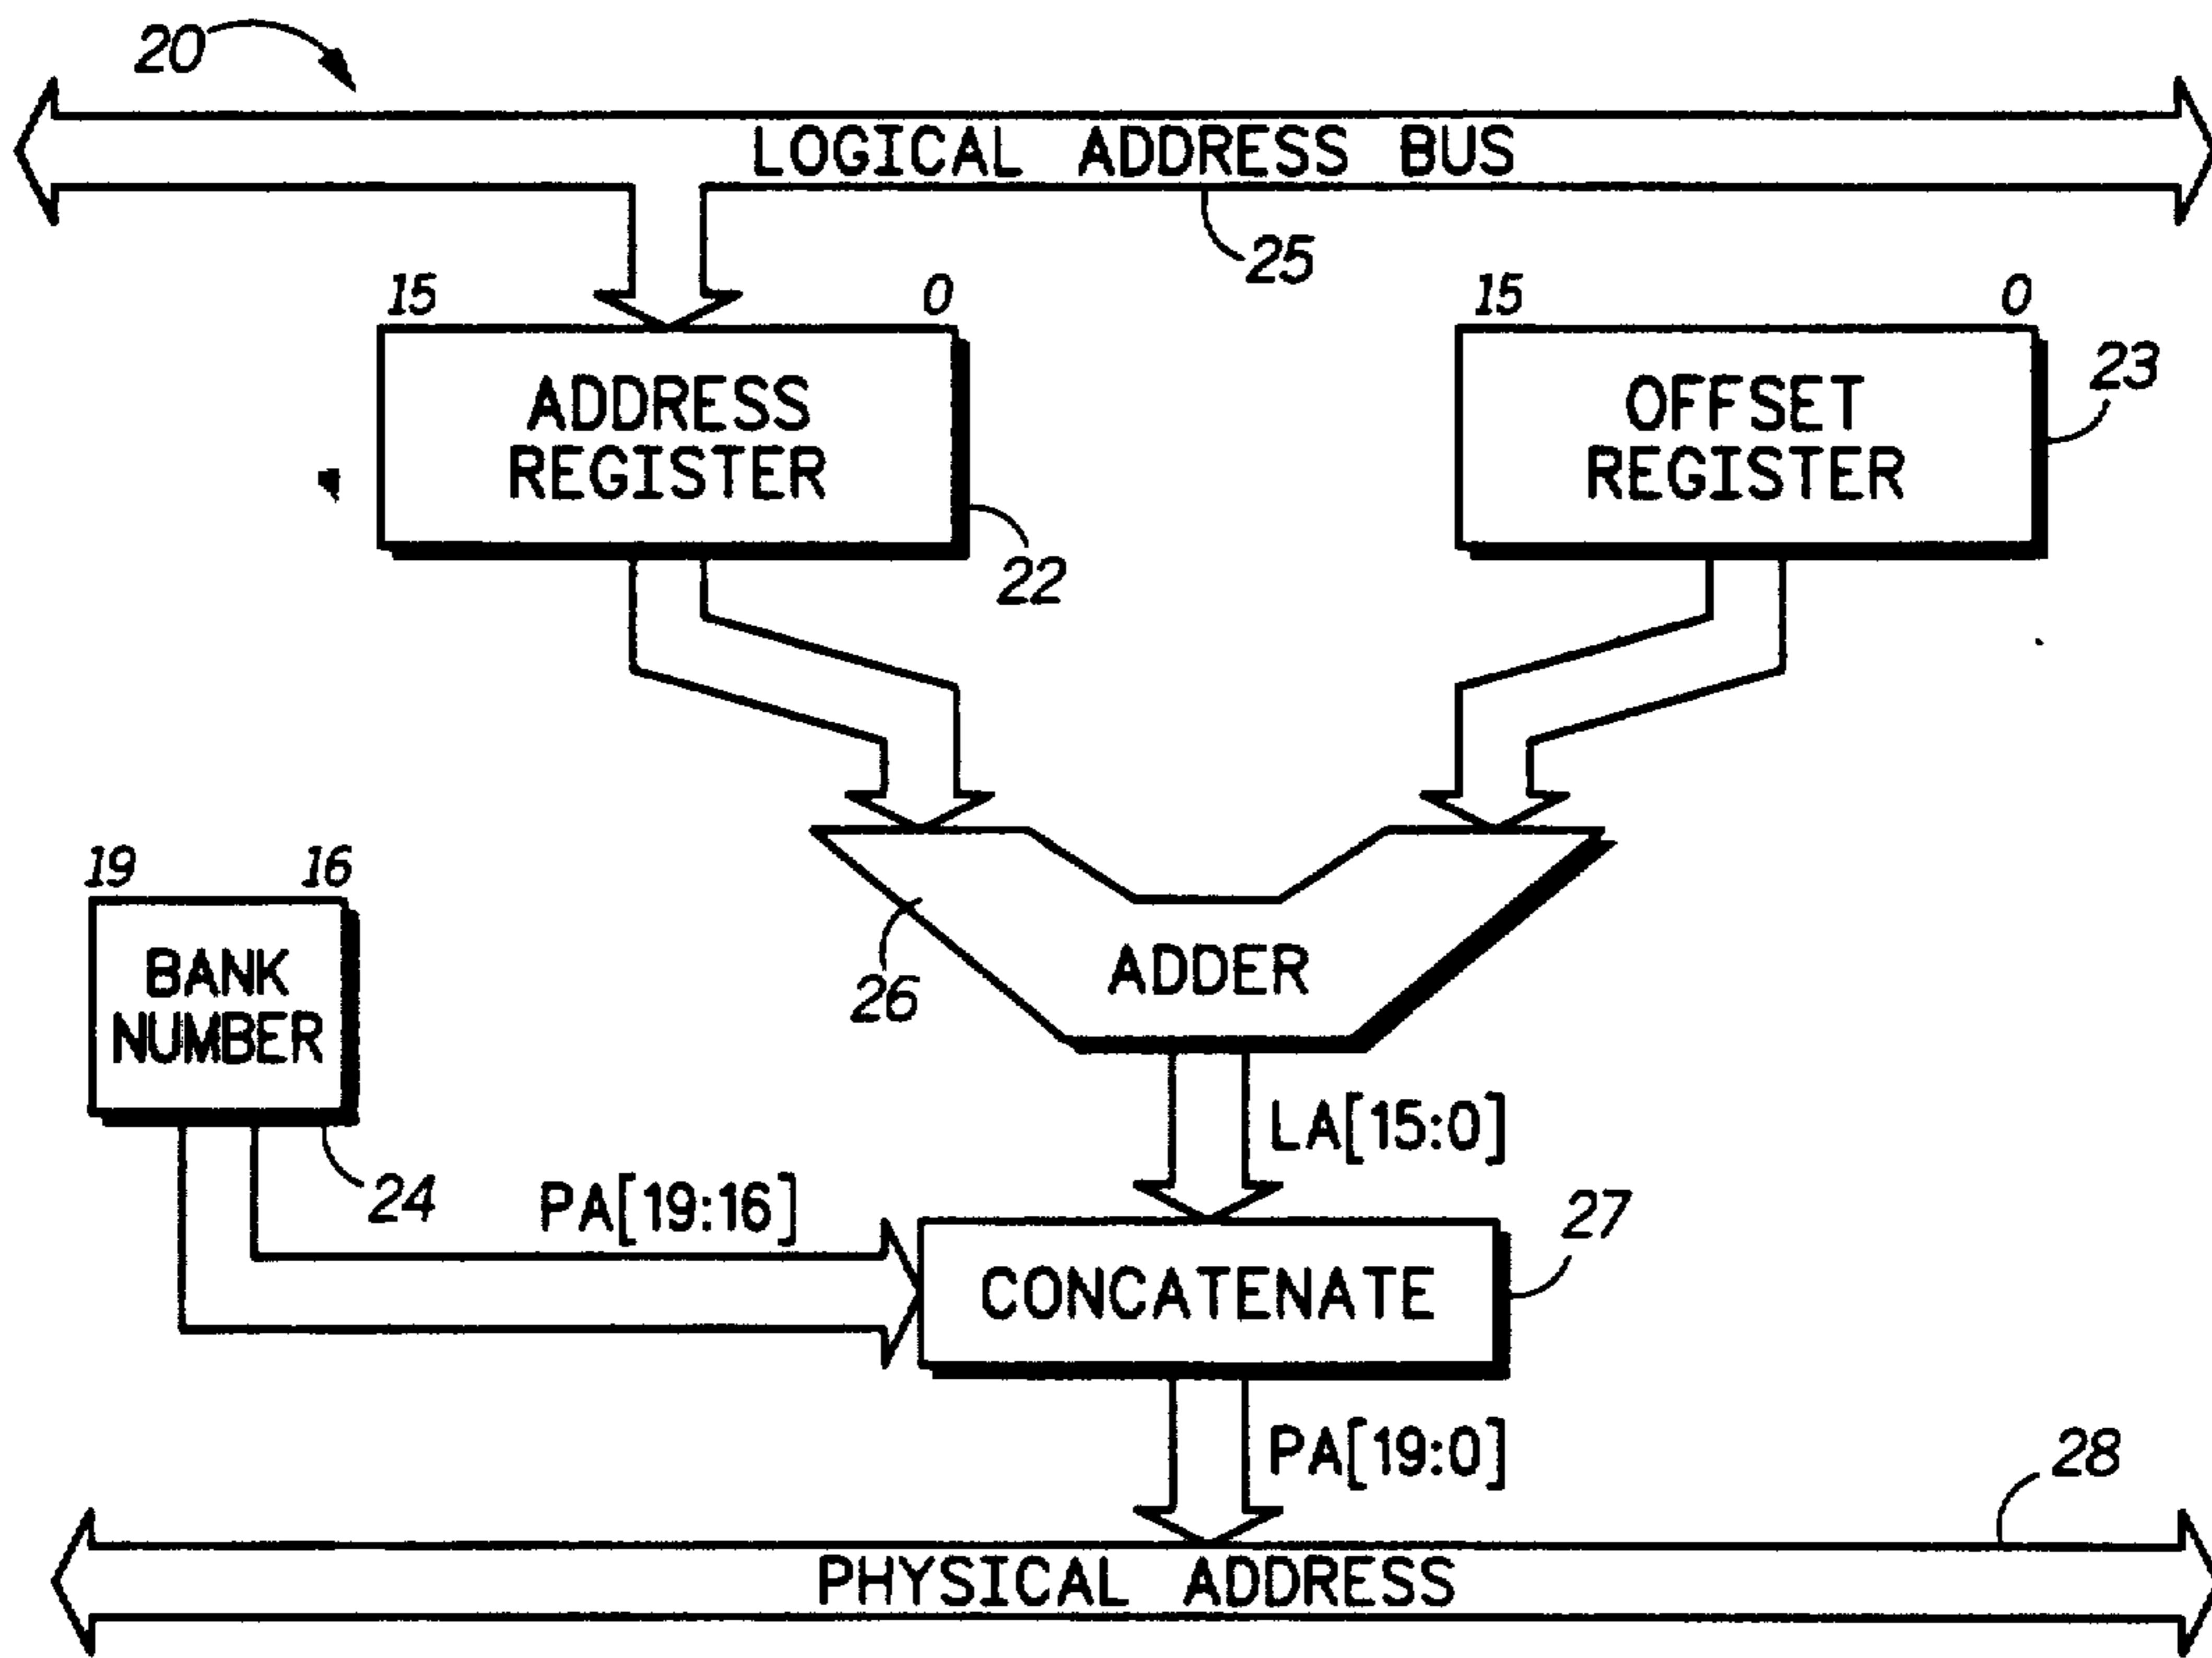 20
LOGICAL ADDRESS BUS
25
15 0
ADDRESS
REGISTER
22
15 0
OFFSET
REGISTER
23
19 16
BANK
NUMBER
24
26
ADDER
LA[15:0]
PA[19:16]
27
CONCATENATE
PA[19:0]
28
PHYSICAL ADDRESS